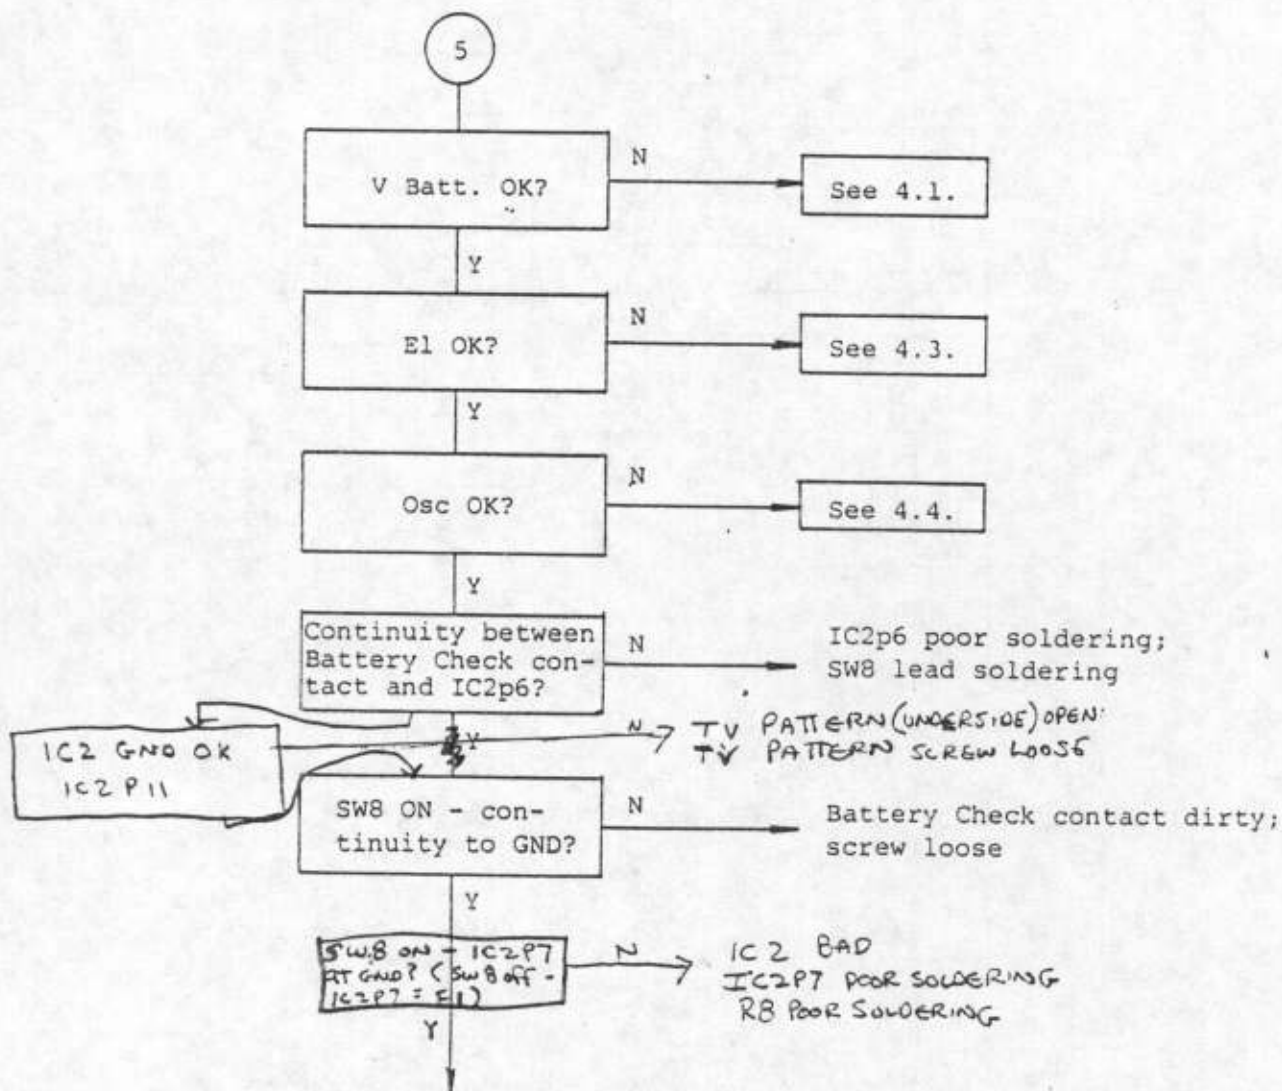 5
V Batt. OK?
N
See 4.1.
Y
El OK?
N
See 4.3.
Y
Osc OK?
N
See 4.4.
Y
Continuity between
Battery Check con-
tact and IC2p6?
N
IC2p6 poor soldering;
SW8 lead soldering
IC2 GND OK
IC2 P11
Y
N
TV PATTERN (UNDERSIDE) OPEN
TV PATTERN SCREW LOOSE
SW8 ON - con-
tinuity to GND?
N
Battery Check contact dirty;
screw loose
Y
SW8 ON - IC2P7
AT GND? (SW8 off -
IC2P7 = E1)
N
IC2 BAD
IC2P7 POOR SOLDERING
R8 POOR SOLDERING
Y